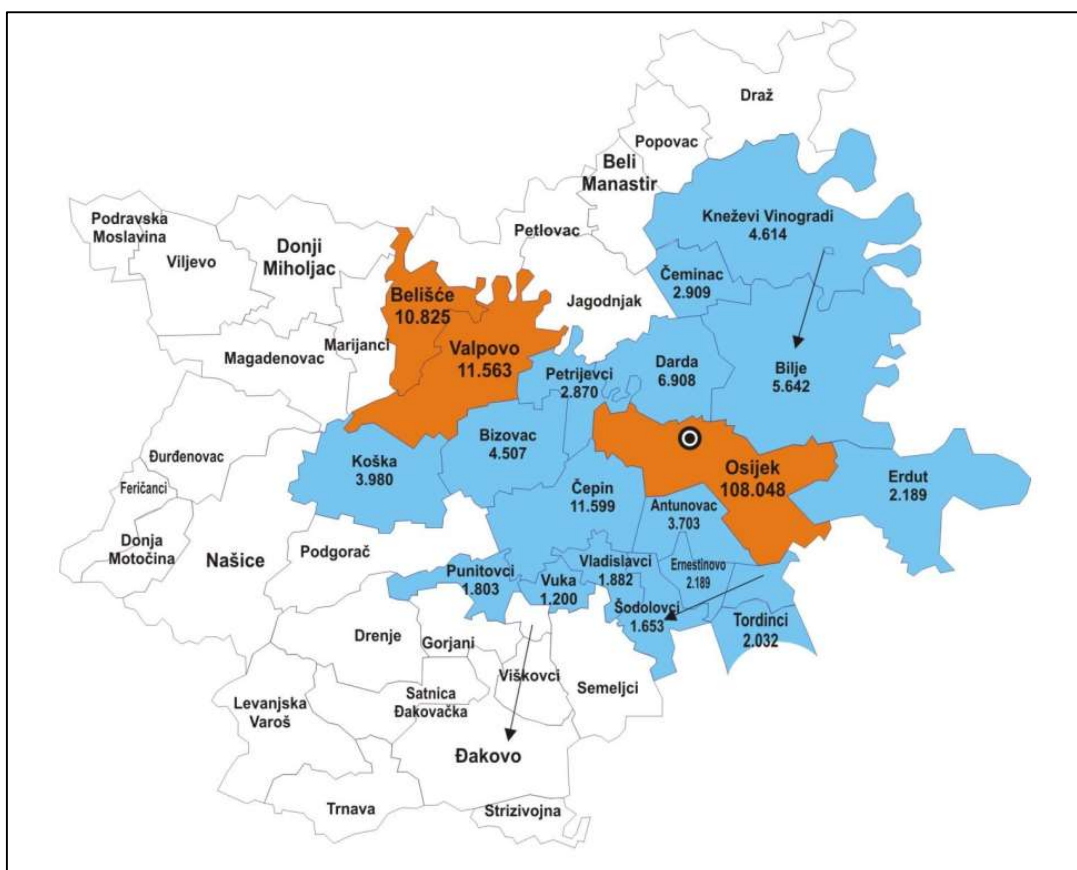 Draž
Popovac
Beli
Manastir
Kneževi Vinogradi
4.614
Podravska
Moslavina
Viljevo
Donji
Miholjac
Petlovac
Čeminac
2.909
Belišće
10.825
Jagodnjak
Marijanci
Magadenovac
Valpovo
11.563
Petrijevci
2.870
Darda
6.908
Bilje
5.642
Bizovac
4.507
Koška
3.980
Osijek
108.048
Erdut
2.189
Đurđenovac
Feričanci
Čepin
11.599
Antunovac
3.703
Donja
Motočina
Našice
Podgorač
Punitovci
1.803
Vuka
1.200
Vladislavci
1.882
Ernestinovo
2.189
Šodolovci
1.653
Tordinci
2.032
Drenje
Gorjani
Viškovci
Semeljci
Satnica
Đakovačka
Levanjska
Varoš
Đakovo
Trnava
Strizivojna